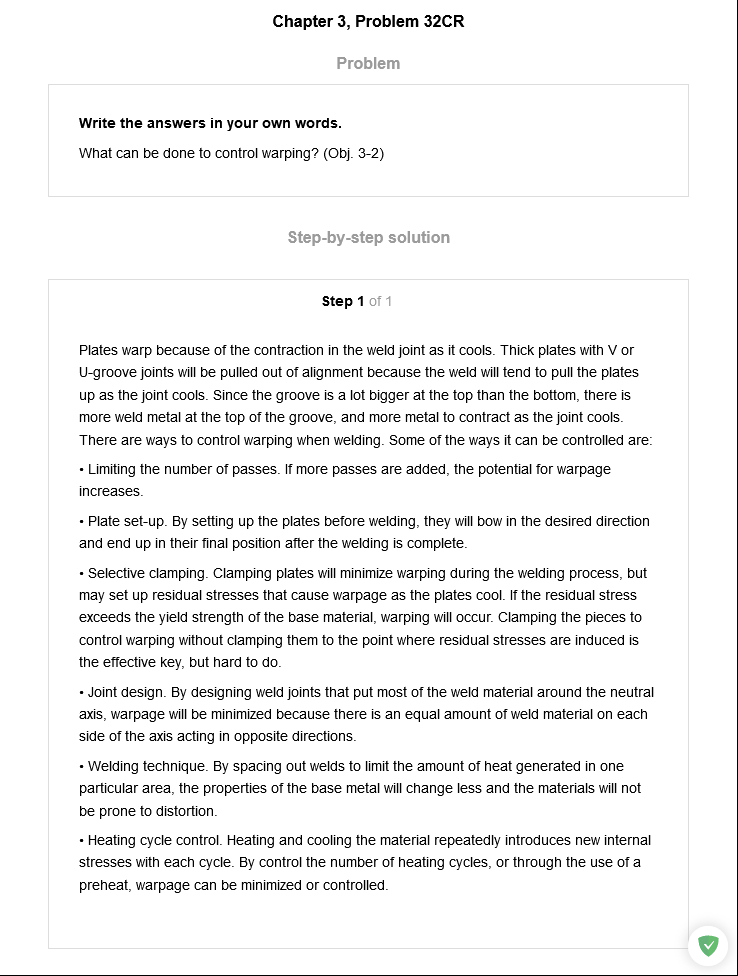 Chapter 3, Problem 32CR
Problem
Write the answers in your own words.
What can be done to control warping? (Obj. 3-2)
Step-by-step solution
Step 1 of 1
Plates warp because of the contraction in the weld joint as it cools. Thick plates with V or
U-groove joints will be pulled out of alignment because the weld will tend to pull the plates
up as the joint cools. Since the groove is a lot bigger at the top than the bottom, there is
more weld metal at the top of the groove, and more metal to contract as the joint cools.
There are ways to control warping when welding. Some of the ways it can be controlled are:
• Limiting the number of passes. If more passes are added, the potential for warpage
increases.
• Plate set-up. By setting up the plates before welding, they will bow in the desired direction
and end up in their final position after the welding is complete.
• Selective clamping. Clamping plates will minimize warping during the welding process, but
may set up residual stresses that cause warpage as the plates cool. If the residual stress
exceeds the yield strength of the base material, warping will occur. Clamping the pieces to
control warping without clamping them to the point where residual stresses are induced is
the effective key, but hard to do.
• Joint design. By designing weld joints that put most of the weld material around the neutral
axis, warpage will be minimized because there is an equal amount of weld material on each
side of the axis acting in opposite directions.
• Welding technique. By spacing out welds to limit the amount of heat generated in one
particular area, the properties of the base metal will change less and the materials will not
be prone to distortion.
• Heating cycle control. Heating and cooling the material repeatedly introduces new internal
stresses with each cycle. By control the number of heating cycles, or through the use of a
preheat, warpage can be minimized or controlled.